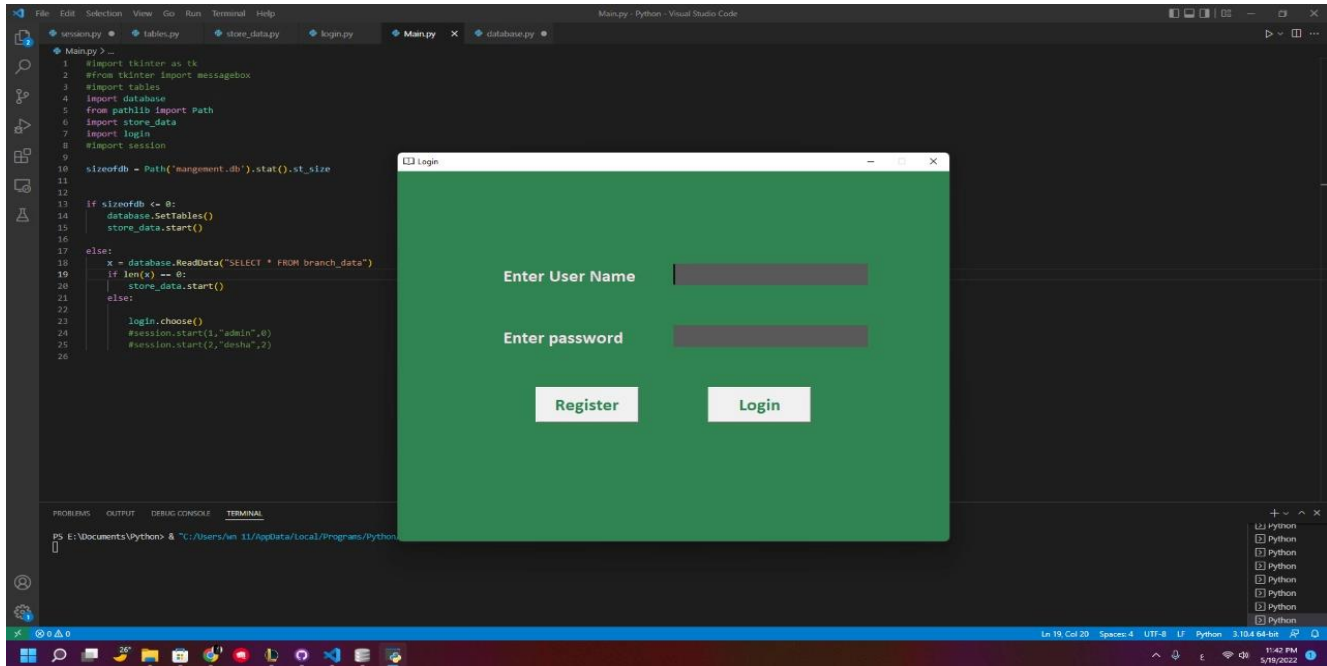 File Edit Selection View Go Run Terminal Help
Main.py - Python - Visual Studio Code
session.py
tables.py
store_data.py
login.py
Main.py
database.py
Main.py > ...
1 #import tkinter as tk
2 #from tkinter import messagebox
3 #import tables
4 import database
5 from pathlib import Path
6 import store_data
7 import login
8 #import session
9
10 sizeofdb = Path('mangement.db').stat().st_size
11
12
13 if sizeofdb <= 0:
14 database.SetTables()
15 store_data.start()
16
17 else:
18 x = database.ReadData("SELECT * FROM branch_data")
19 if len(x) == 0:
20 store_data.start()
21 else:
22
23 login.choose()
24 #session.start(1,"admin",0)
25 #session.start(2,"desha",2)
26
Login
Enter User Name
Enter password
Register Login
PROBLEMS OUTPUT DEBUG CONSOLE TERMINAL
PS E:\Documents\Python> & "C:/Users/wn 11/AppData/Local/Programs/Python/
Python
Python
Python
Python
Python
Python
Python
Python
0 0
Ln 19, Col 20 Spaces: 4 UTF-8 LF Python 3.10.4 64-bit
26°
ع
11:42 PM
5/19/2022